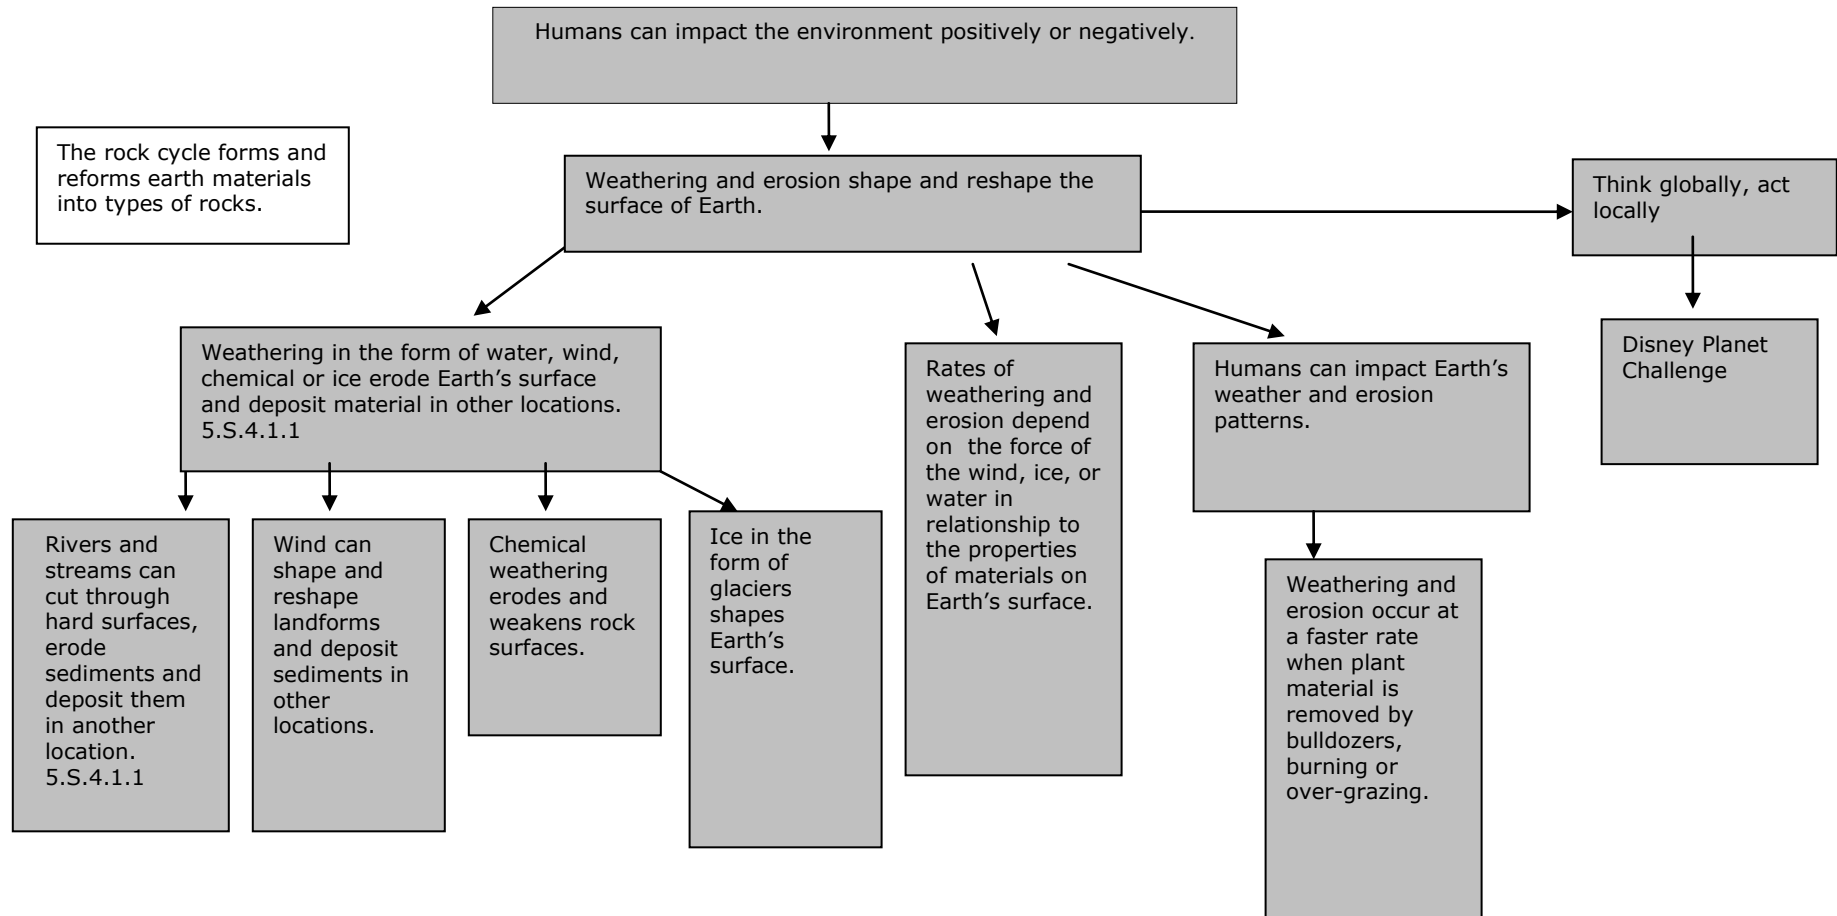 Humans can impact the environment positively or negatively.
The rock cycle forms and
reforms earth materials
into types of rocks.
Weathering and erosion shape and reshape the
surface of Earth.
Think globally, act
locally
Weathering in the form of water, wind,
chemical or ice erode Earth’s surface
and deposit material in other locations.
5.S.4.1.1
Rates of
weathering and
erosion depend
on  the force of
the wind, ice, or
water in
relationship to
the properties
of materials on
Earth’s surface.
Humans can impact Earth’s
weather and erosion
patterns.
Disney Planet
Challenge
Rivers and
streams can
cut through
hard surfaces,
erode
sediments and
deposit them
in another
location.
5.S.4.1.1
Wind can
shape and
reshape
landforms
and deposit
sediments in
other
locations.
Chemical
weathering
erodes and
weakens rock
surfaces.
Ice in the
form of
glaciers
shapes
Earth’s
surface.
Weathering and
erosion occur at
a faster rate
when plant
material is
removed by
bulldozers,
burning or
over-grazing.